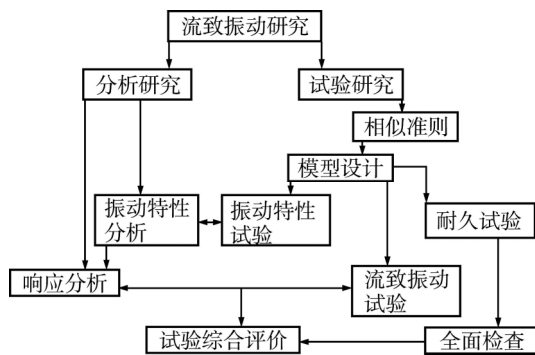 流致振动研究
分析研究
试验研究
相似准则
模型设计
振动特性
分析
振动特性
试验
耐久试验
响应分析
流致振动
试验
试验综合评价
全面检查